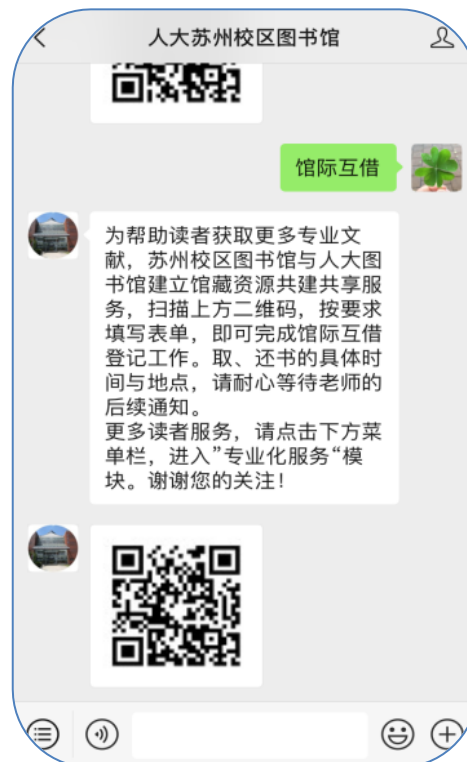 人大苏州校区图书馆
馆际互借
为帮助读者获取更多专业文
献，苏州校区图书馆与人大图
书馆建立馆藏资源共建共享服
务，扫描上方二维码，按要求
填写表单，即可完成馆际互借
登记工作。取、还书的具体时
间与地点，请耐心等待老师的
后续通知。
更多读者服务，请点击下方菜
单栏，进入”专业化服务“模
块。谢谢您的关注！